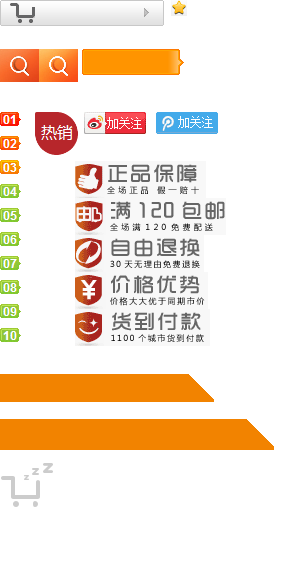 01
热销
加关注
加关注
02
03
04
05
06
07
08
09
10
正品保障
全场正品 假一赔十
满120包邮
全场满120免费配送
自由退换
30天无理由免费退换
价格优势
价格大大优于同期市价
货到付款
1100个城市货到付款
z z z